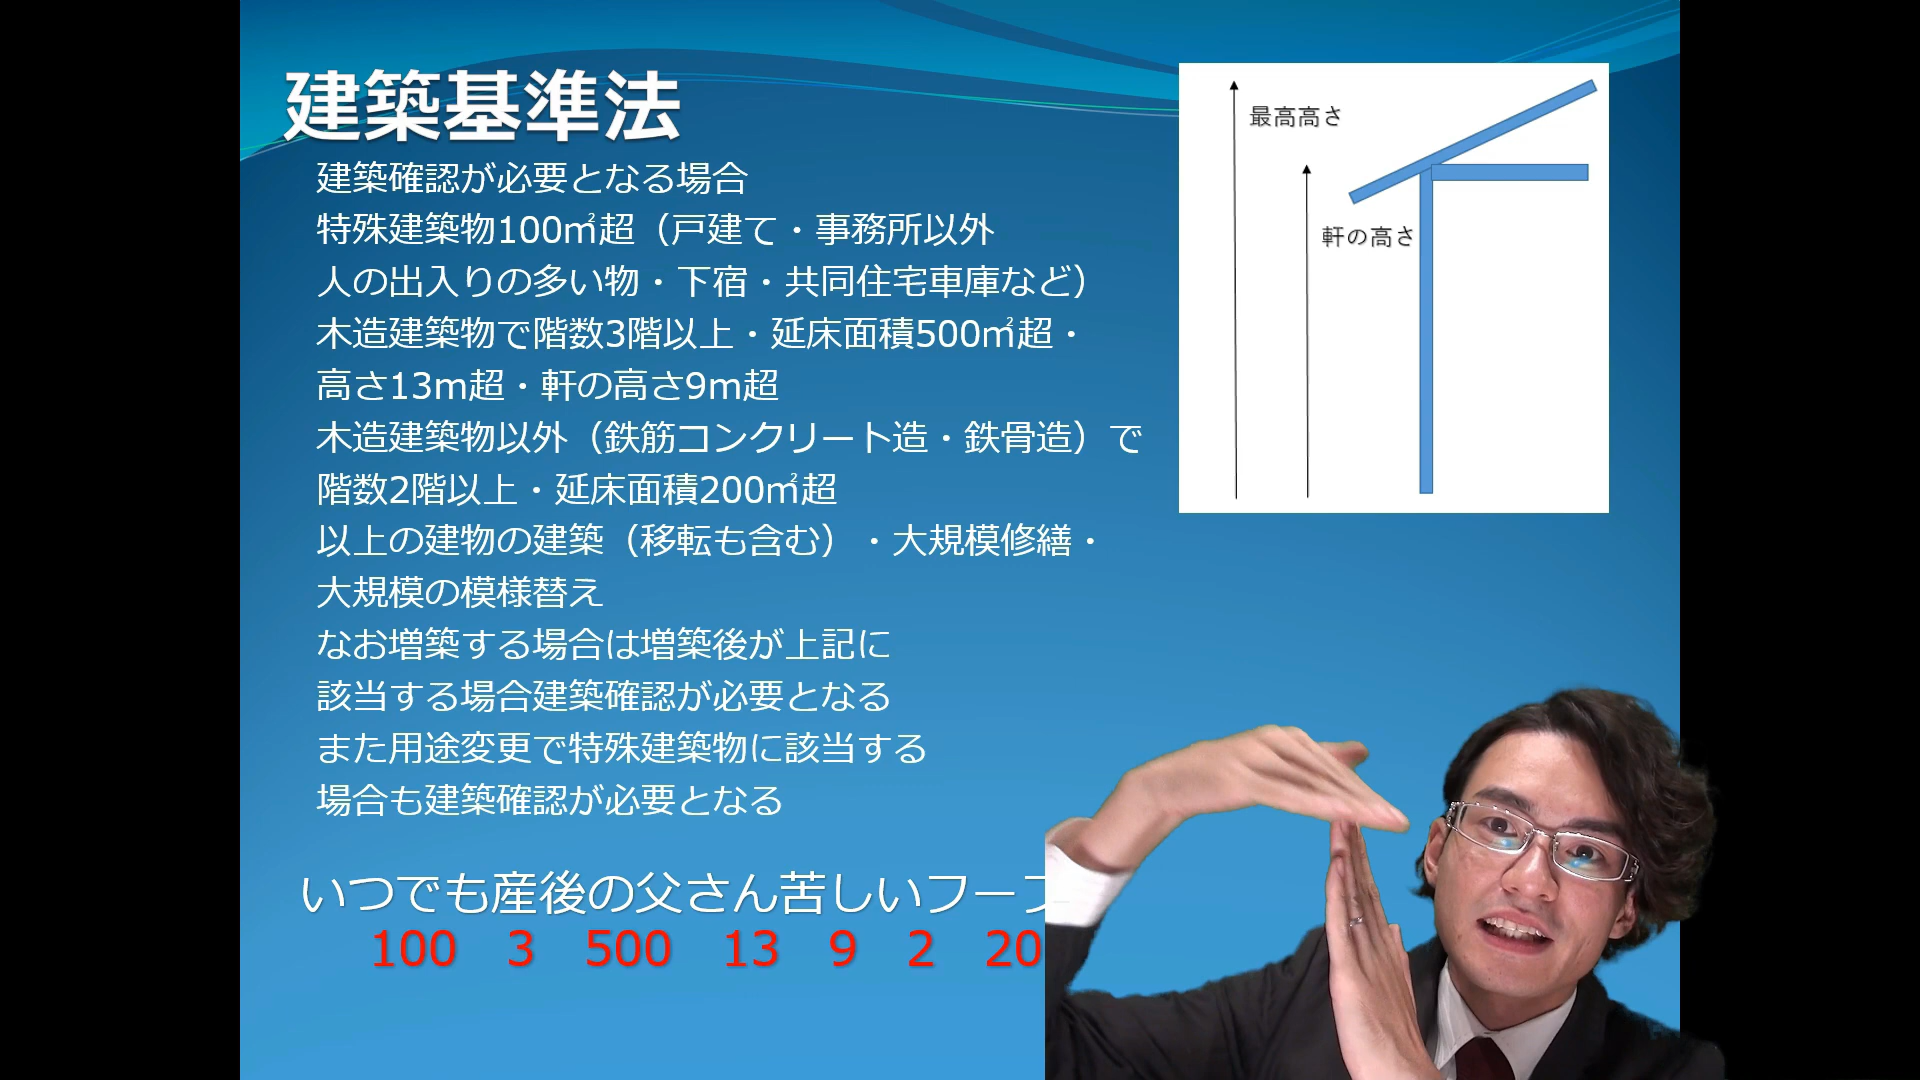 建築基準法
建築確認が必要となる場合
特殊建築物100㎡超（戸建て・事務所以外
人の出入りの多い物・下宿・共同住宅車庫など）
木造建築物で階数3階以上・延床面積500㎡超・
高さ13m超・軒の高さ9m超
木造建築物以外（鉄筋コンクリート造・鉄骨造）で
階数2階以上・延床面積200㎡超
以上の建物の建築（移転も含む）・大規模修繕・
大規模の模様替え
なお増築する場合は増築後が上記に
該当する場合建築確認が必要となる
また用途変更で特殊建築物に該当する
場合も建築確認が必要となる
いつでも産後の父さん苦しいフー
100 3 500 13 9 2 20
最高高さ
軒の高さ